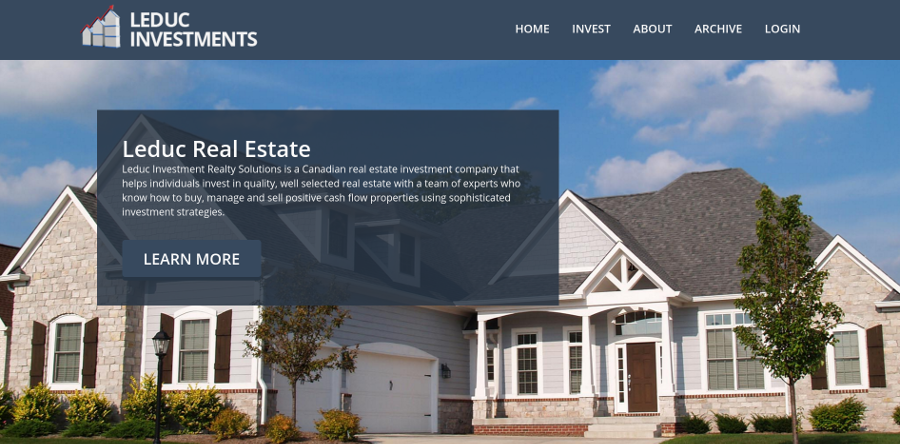 LEDUC
INVESTMENTS
HOME INVEST ABOUT ARCHIVE LOGIN
Leduc Real Estate
Leduc Investment Realty Solutions is a Canadian real estate investment company that
helps individuals invest in quality, well selected real estate with a team of experts who
know how to buy, manage and sell positive cash flow properties using sophisticated
investment strategies.
LEARN MORE